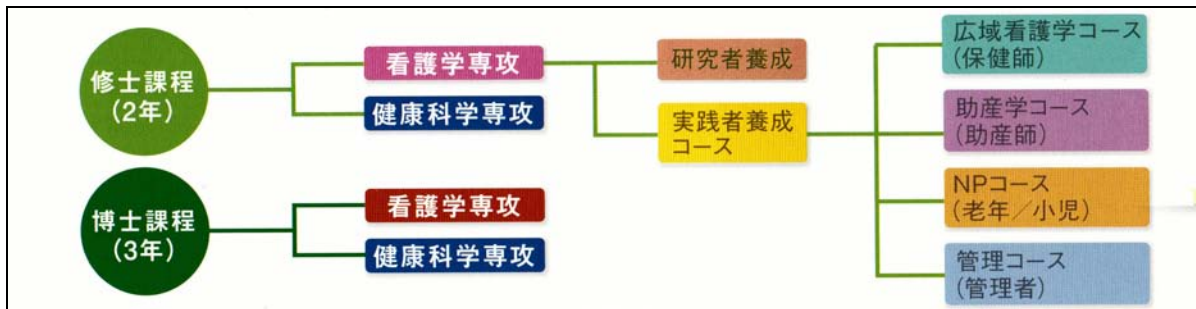 修士課程
(2年)
看護学専攻
健康科学専攻
研究者養成
実践者養成
コース
広域看護学コース
(保健師)
助産学コース
(助産師)
NPコース
(老年／小児)
管理コース
(管理者)
博士課程
(3年)
看護学専攻
健康科学専攻